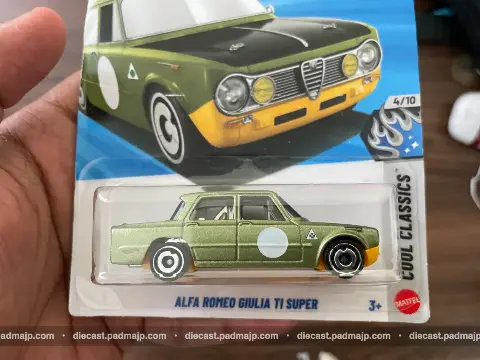 4/10
COOL CLASSICS™
ALFA ROMEO GIULIA TI SUPER
3+
MATTEL
diecast.padmajp.com • diecast.padmajp.com • diecast.padmajp.com